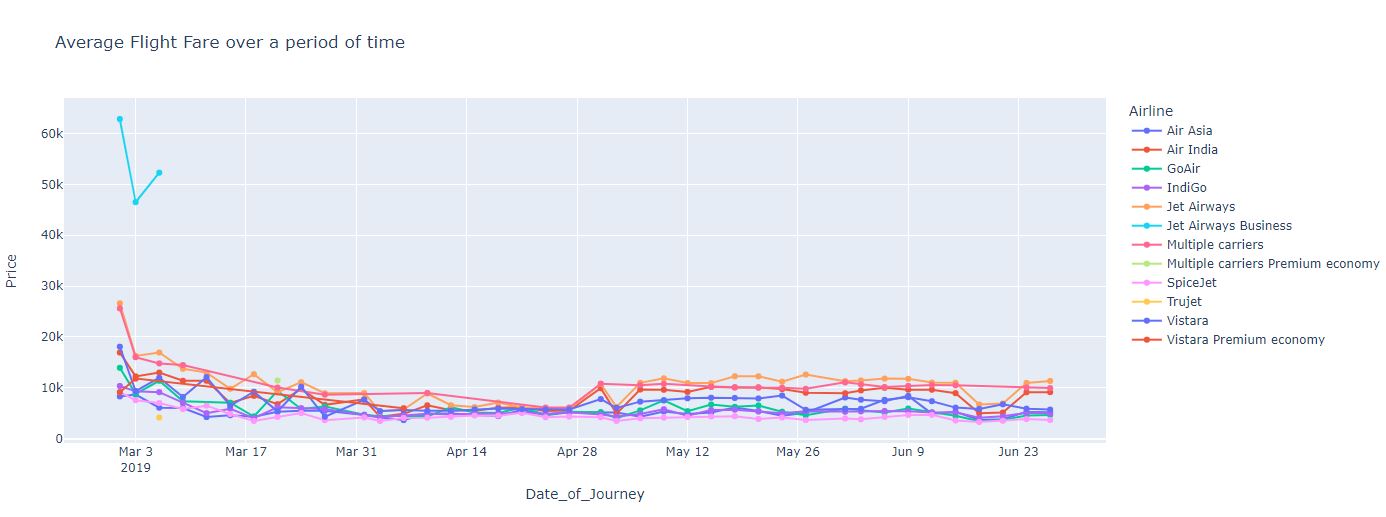 Average Flight Fare over a period of time
Airline
Air Asia
Air India
GoAir
IndiGo
Jet Airways
Jet Airways Business
Multiple carriers
Multiple carriers Premium economy
SpiceJet
Trujet
Vistara
Vistara Premium economy
Price
60k
50k
40k
30k
20k
10k
0
Mar 3 Mar 17 Mar 31 Apr 14 Apr 28 May 12 May 26 Jun 9 Jun 23
2019
Date_of_Journey